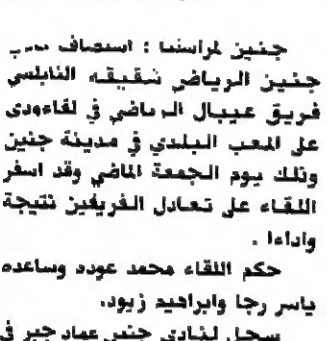 جنين لمراسلنا : استضاف
جنين الرياضي شقيقه النابلسي
فريق عيبال الرياضي في لقاء ودي
على الملعب البلدي في مدينة جنين
وذلك يوم الجمعة الماضي وقد اسفر
اللقاء على تعادل الفريقين نتيجة
واداءا .
حكم اللقاء محمد عوده وساعده
ياسر رجا وابراهيم زيود.
سجل لنادي جنين عماد جبر في